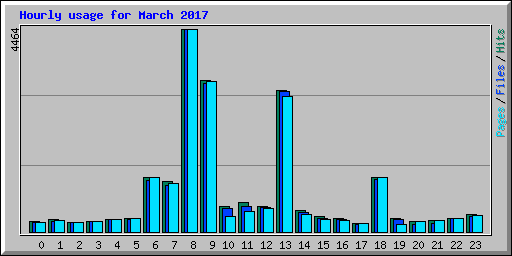 Hourly usage for March 2017
4464
Pages/Files/Hits
0 1 2 3 4 5 6 7 8 9 10 11 12 13 14 15 16 17 18 19 20 21 22 23